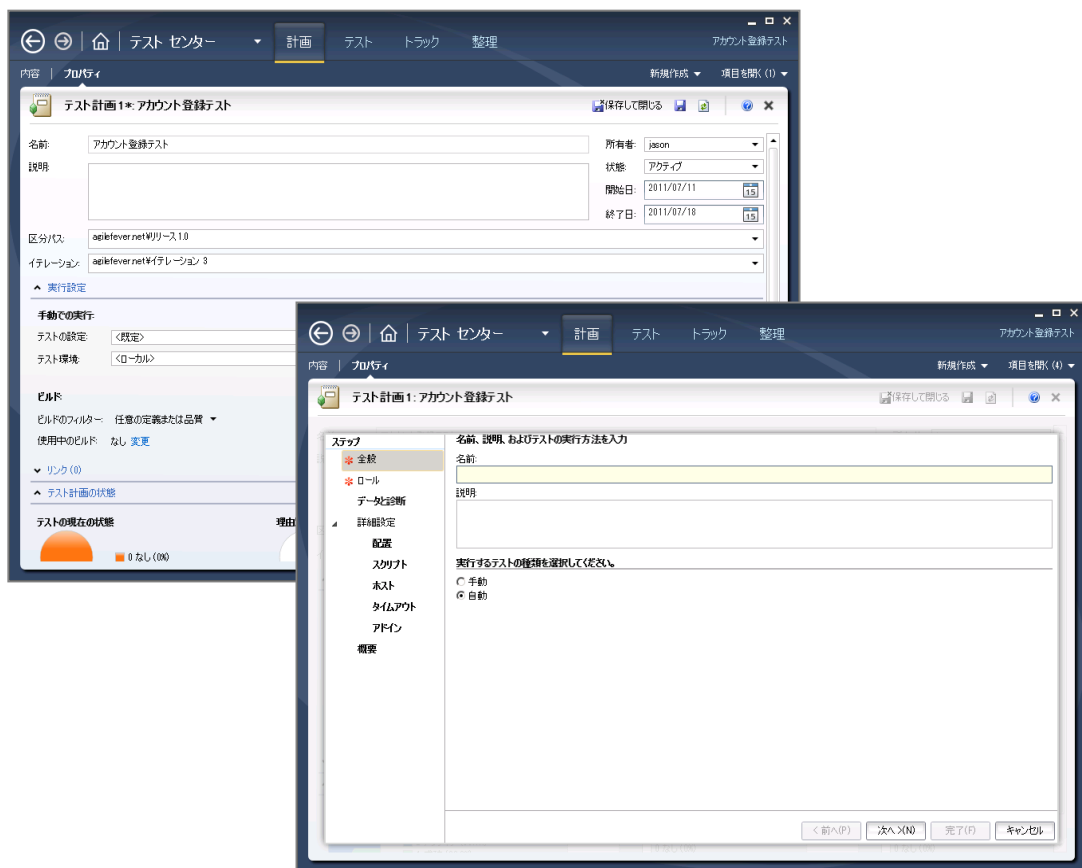 テスト センター 計画 テスト トラック 整理 アカウント登録テスト
内容 | プロパティ 新規作成 項目を開く (1)
テスト計画1*: アカウント登録テスト 保存して閉じる
名前: アカウント登録テスト 所有者: jason
説明: 状態: アクティブ
開始日: 2011/07/11 15
終了日: 2011/07/18 15
区分パス: agilefever.net¥リリース 1.0
イテレーション: agilefever.net¥イテレーション 3
実行設定
手動での実行:
テストの設定: <既定>
テスト環境: <ローカル>
ビルド:
ビルドのフィルター: 任意の定義または品質
使用中のビルド: なし 変更
リンク (0)
テスト計画の状態
テストの現在の状態 理由
0 なし (0%)
テスト センター 計画 テスト トラック 整理 アカウント登録テスト
内容 | プロパティ 新規作成 項目を開く (4)
テスト計画1: アカウント登録テスト 保存して閉じる
ステップ
全般
ロール
データと診断
詳細設定
配置
スクリプト
ホスト
タイムアウト
アドイン
概要
名前、説明、およびテストの実行方法を入力
名前:
説明:
実行するテストの種類を選択してください。
手動
自動
< 前へ(P) 次へ >(N) 完了(F) キャンセル